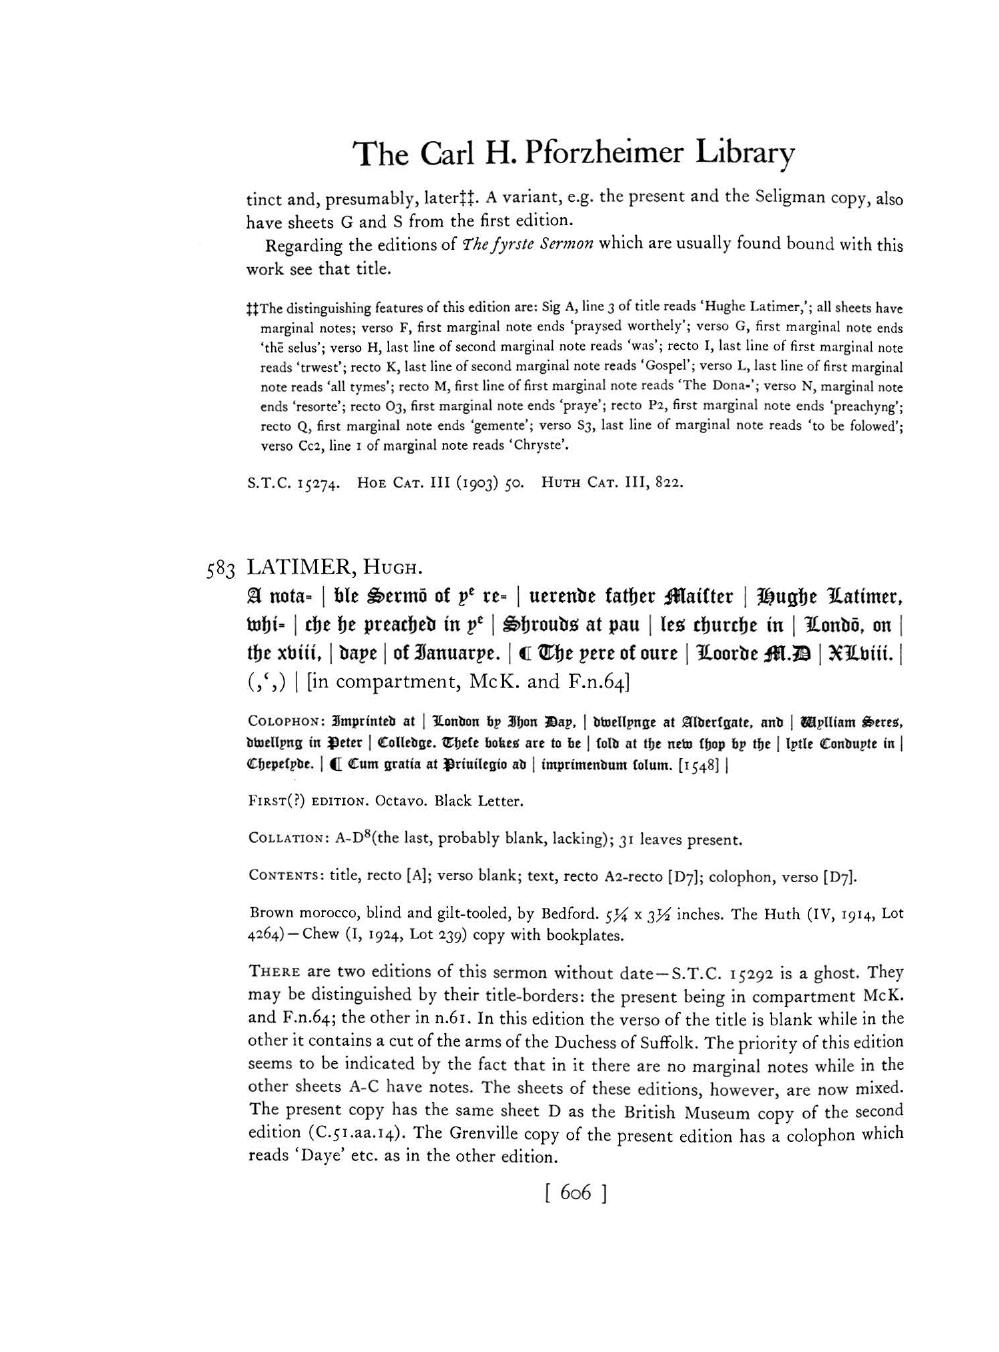 The Carl H. Pforzheimer Library
tinct and, presumably, later‡‡. A variant, e.g. the present and the Seligman copy, also
have sheets G and S from the first edition.
Regarding the editions of The fyrste Sermon which are usually found bound with this
work see that title.
‡‡The distinguishing features of this edition are: Sig A, line 3 of title reads ‘Hughe Latimer,’; all sheets have
marginal notes; verso F, first marginal note ends ‘praysed worthely’; verso G, first marginal note ends
‘thē selus’; verso H, last line of second marginal note reads ‘was’; recto I, last line of first marginal note
reads ‘trwest’; recto K, last line of second marginal note reads ‘Gospel’; verso L, last line of first marginal
note reads ‘all tymes’; recto M, first line of first marginal note reads ‘The Dona-’; verso N, marginal note
ends ‘resorte’; recto O3, first marginal note ends ‘praye’; recto P2, first marginal note ends ‘preachyng’;
recto Q, first marginal note ends ‘gemente’; verso S3, last line of marginal note reads ‘to be folowed’;
verso Cc2, line 1 of marginal note reads ‘Chryste’.
S.T.C. 15274. Hoe Cat. III (1903) 50. Huth Cat. III, 822.
583 LATIMER, Hugh.
A nota= | ble Sermō of yᵉ re= | uerende father Maiſter | Hughe Latimer,
whi= | che he preached in yᵉ | Shrouds at pau | les churche in | Londō, on |
the xviii, | daye | of Januarye. | ¶ The yere of oure | Loorde M.D | XLviii. |
(,‘,) | [in compartment, McK. and F.n.64]
Colophon: Imprinted at | London by Jhon Day, | dwellynge at Alderſgate, and | Wylliam Seres,
dwellyng in Peter | Colledge. Theſe bokes are to be | ſold at the new ſhop by the | lytle Conduyte in |
Chepeſyde. | ¶ Cum gratia at Priuilegio ad | imprimendum ſolum. [1548] |
First(?) edition. Octavo. Black Letter.
Collation: A-D⁸(the last, probably blank, lacking); 31 leaves present.
Contents: title, recto [A]; verso blank; text, recto A2-recto [D7]; colophon, verso [D7].
Brown morocco, blind and gilt-tooled, by Bedford. 5¼ x 3½ inches. The Huth (IV, 1914, Lot
4264) — Chew (I, 1924, Lot 239) copy with bookplates.
There are two editions of this sermon without date—S.T.C. 15292 is a ghost. They
may be distinguished by their title-borders: the present being in compartment McK.
and F.n.64; the other in n.61. In this edition the verso of the title is blank while in the
other it contains a cut of the arms of the Duchess of Suffolk. The priority of this edition
seems to be indicated by the fact that in it there are no marginal notes while in the
other sheets A-C have notes. The sheets of these editions, however, are now mixed.
The present copy has the same sheet D as the British Museum copy of the second
edition (C.51.aa.14). The Grenville copy of the present edition has a colophon which
reads ‘Daye’ etc. as in the other edition.
[ 606 ]